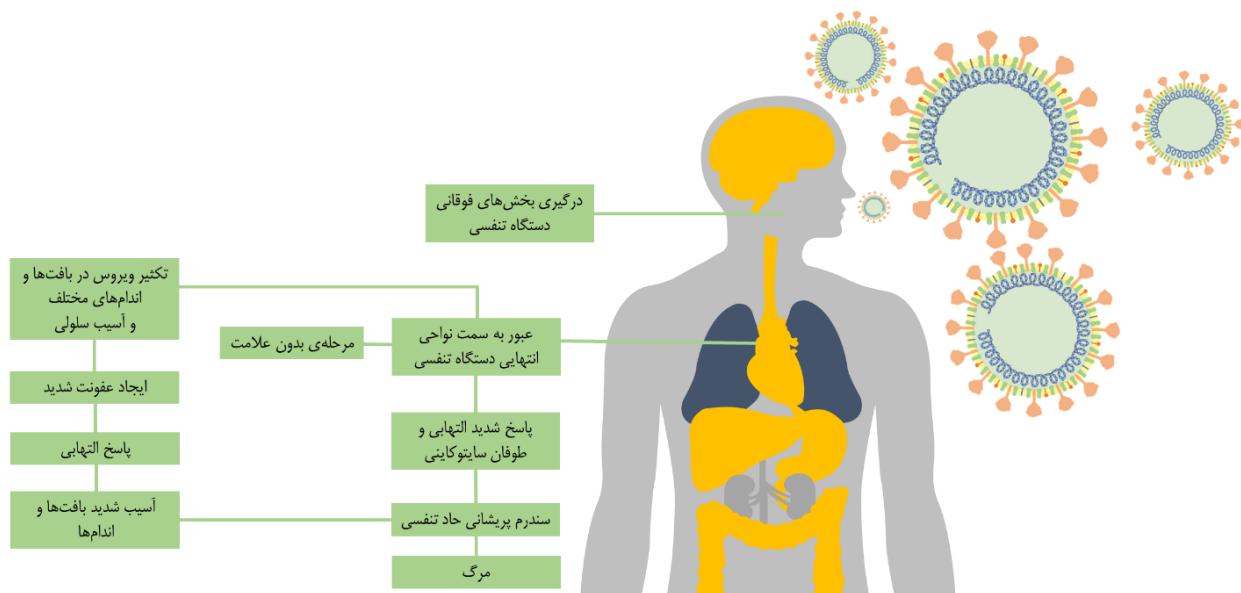 درگیری بخش‌های فوقانی
دستگاه تنفسی
عبور به سمت نواحی
انتهایی دستگاه تنفسی
مرحله‌ی بدون علامت
تکثیر ویروس در بافت‌ها و
اندام‌های مختلف
و آسیب سلولی
ایجاد عفونت شدید
پاسخ التهابی
آسیب شدید بافت‌ها و
اندام‌ها
پاسخ شدید التهابی و
طوفان سایتوکاینی
سندرم پریشانی حاد تنفسی
مرگ